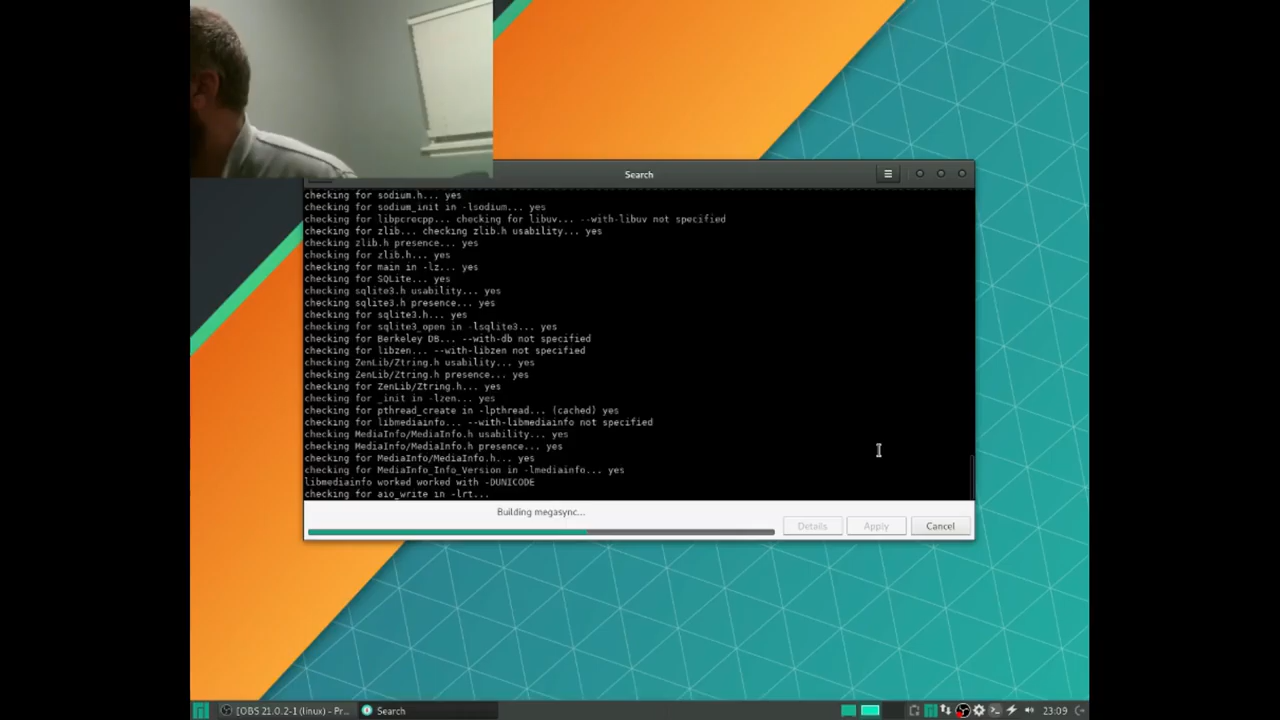 Search
checking for sodium.h... yes
checking for sodium_init in -lsodium... yes
checking for libpcrecpp... checking for libuv... --with-libuv not specified
checking for zlib... checking zlib.h usability... yes
checking zlib.h presence... yes
checking for zlib.h... yes
checking for main in -lz... yes
checking for SQLite... yes
checking sqlite3.h usability... yes
checking sqlite3.h presence... yes
checking for sqlite3.h... yes
checking for sqlite3_open in -lsqlite3... yes
checking for Berkeley DB... --with-db not specified
checking for libzen... --with-libzen not specified
checking ZenLib/Ztring.h usability... yes
checking ZenLib/Ztring.h presence... yes
checking for ZenLib/Ztring.h... yes
checking for _init in -lzen... yes
checking for pthread_create in -lpthread... (cached) yes
checking for libmediainfo... --with-libmediainfo not specified
checking MediaInfo/MediaInfo.h usability... yes
checking MediaInfo/MediaInfo.h presence... yes
checking for MediaInfo/MediaInfo.h... yes
checking for MediaInfo_Info_Version in -lmediainfo... yes
libmediainfo worked worked with -DUNICODE
checking for aio_write in -lrt...
Building megasync...
Details Apply Cancel
[OBS 21.0.2-1 (linux) - Pr... Search 23:09